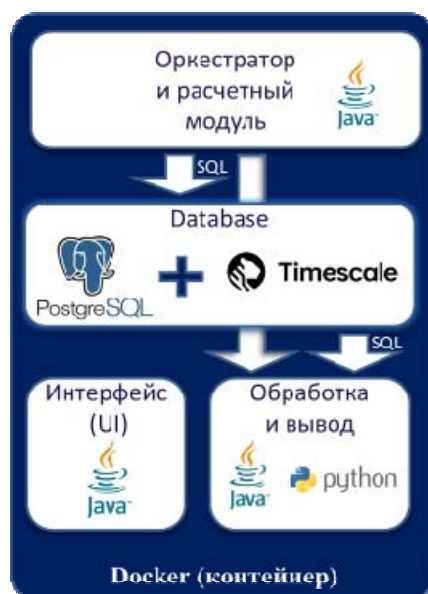 Оркестратор
и расчетный
модуль
Java
SQL
Database
PostgreSQL
Timescale
SQL
Интерфейс
(UI)
Java
Обработка
и вывод
Java
python
Docker (контейнер)